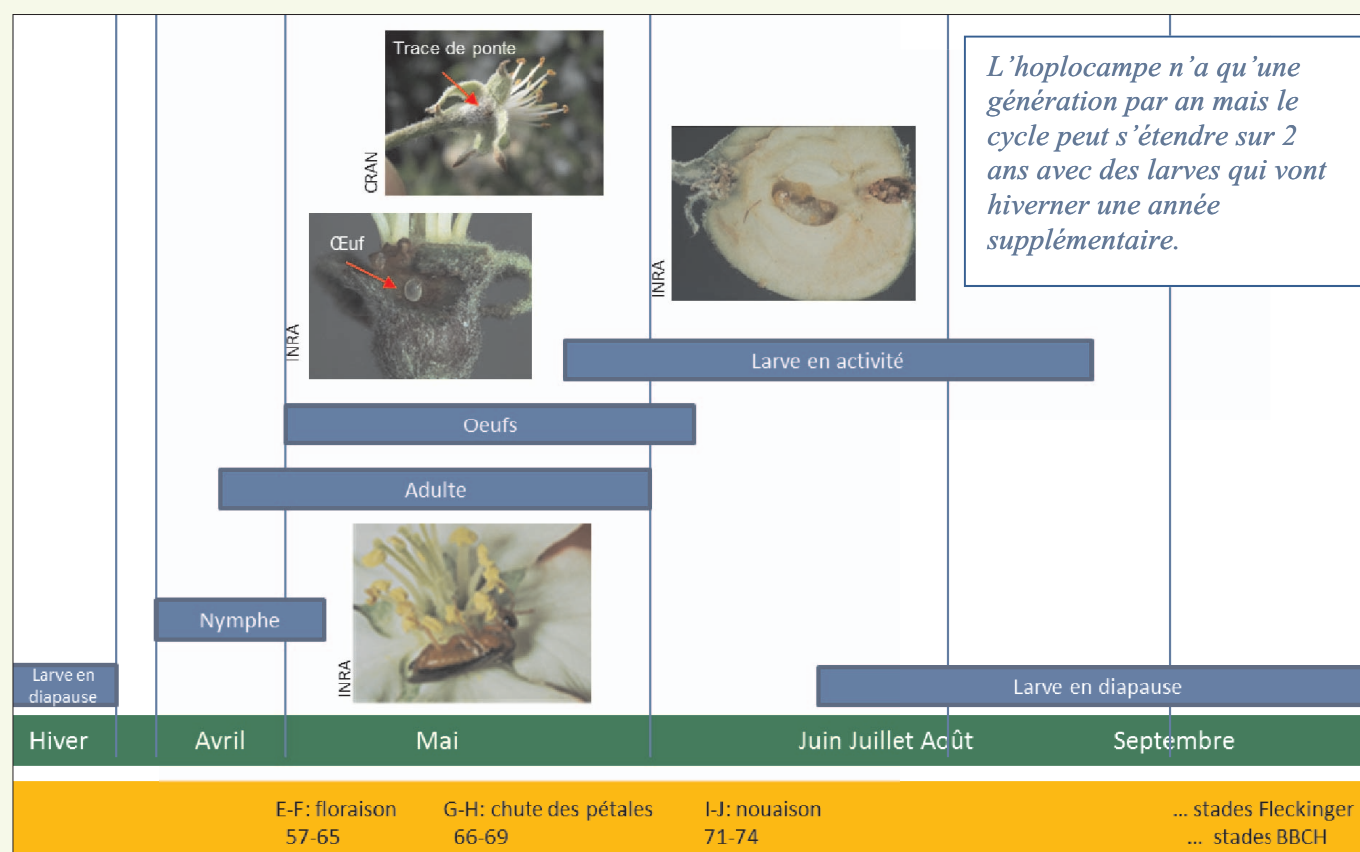 Trace de ponte
CRAN
Œuf
INRA
INRA
L'hoplocampe n'a qu'une
génération par an mais le
cycle peut s'étendre sur 2
ans avec des larves qui vont
hiverner une année
supplémentaire.
Larve en activité
Oeufs
Adulte
Nymphe
INRA
Larve en
diapause
Larve en diapause
Hiver Avril Mai Juin Juillet Août Septembre
E-F: floraison G-H: chute des pétales I-J: nouaison ... stades Fleckinger
57-65 66-69 71-74 ... stades BBCH